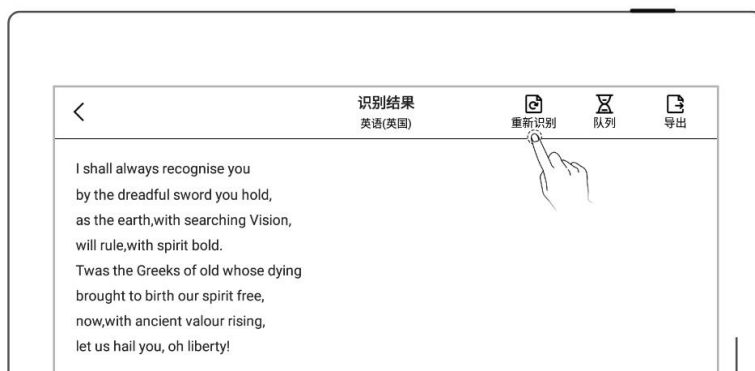 识别结果
英语(英国)
重新识别
队列
导出
I shall always recognise you
by the dreadful sword you hold,
as the earth,with searching Vision,
will rule,with spirit bold.
Twas the Greeks of old whose dying
brought to birth our spirit free,
now,with ancient valour rising,
let us hail you, oh liberty!